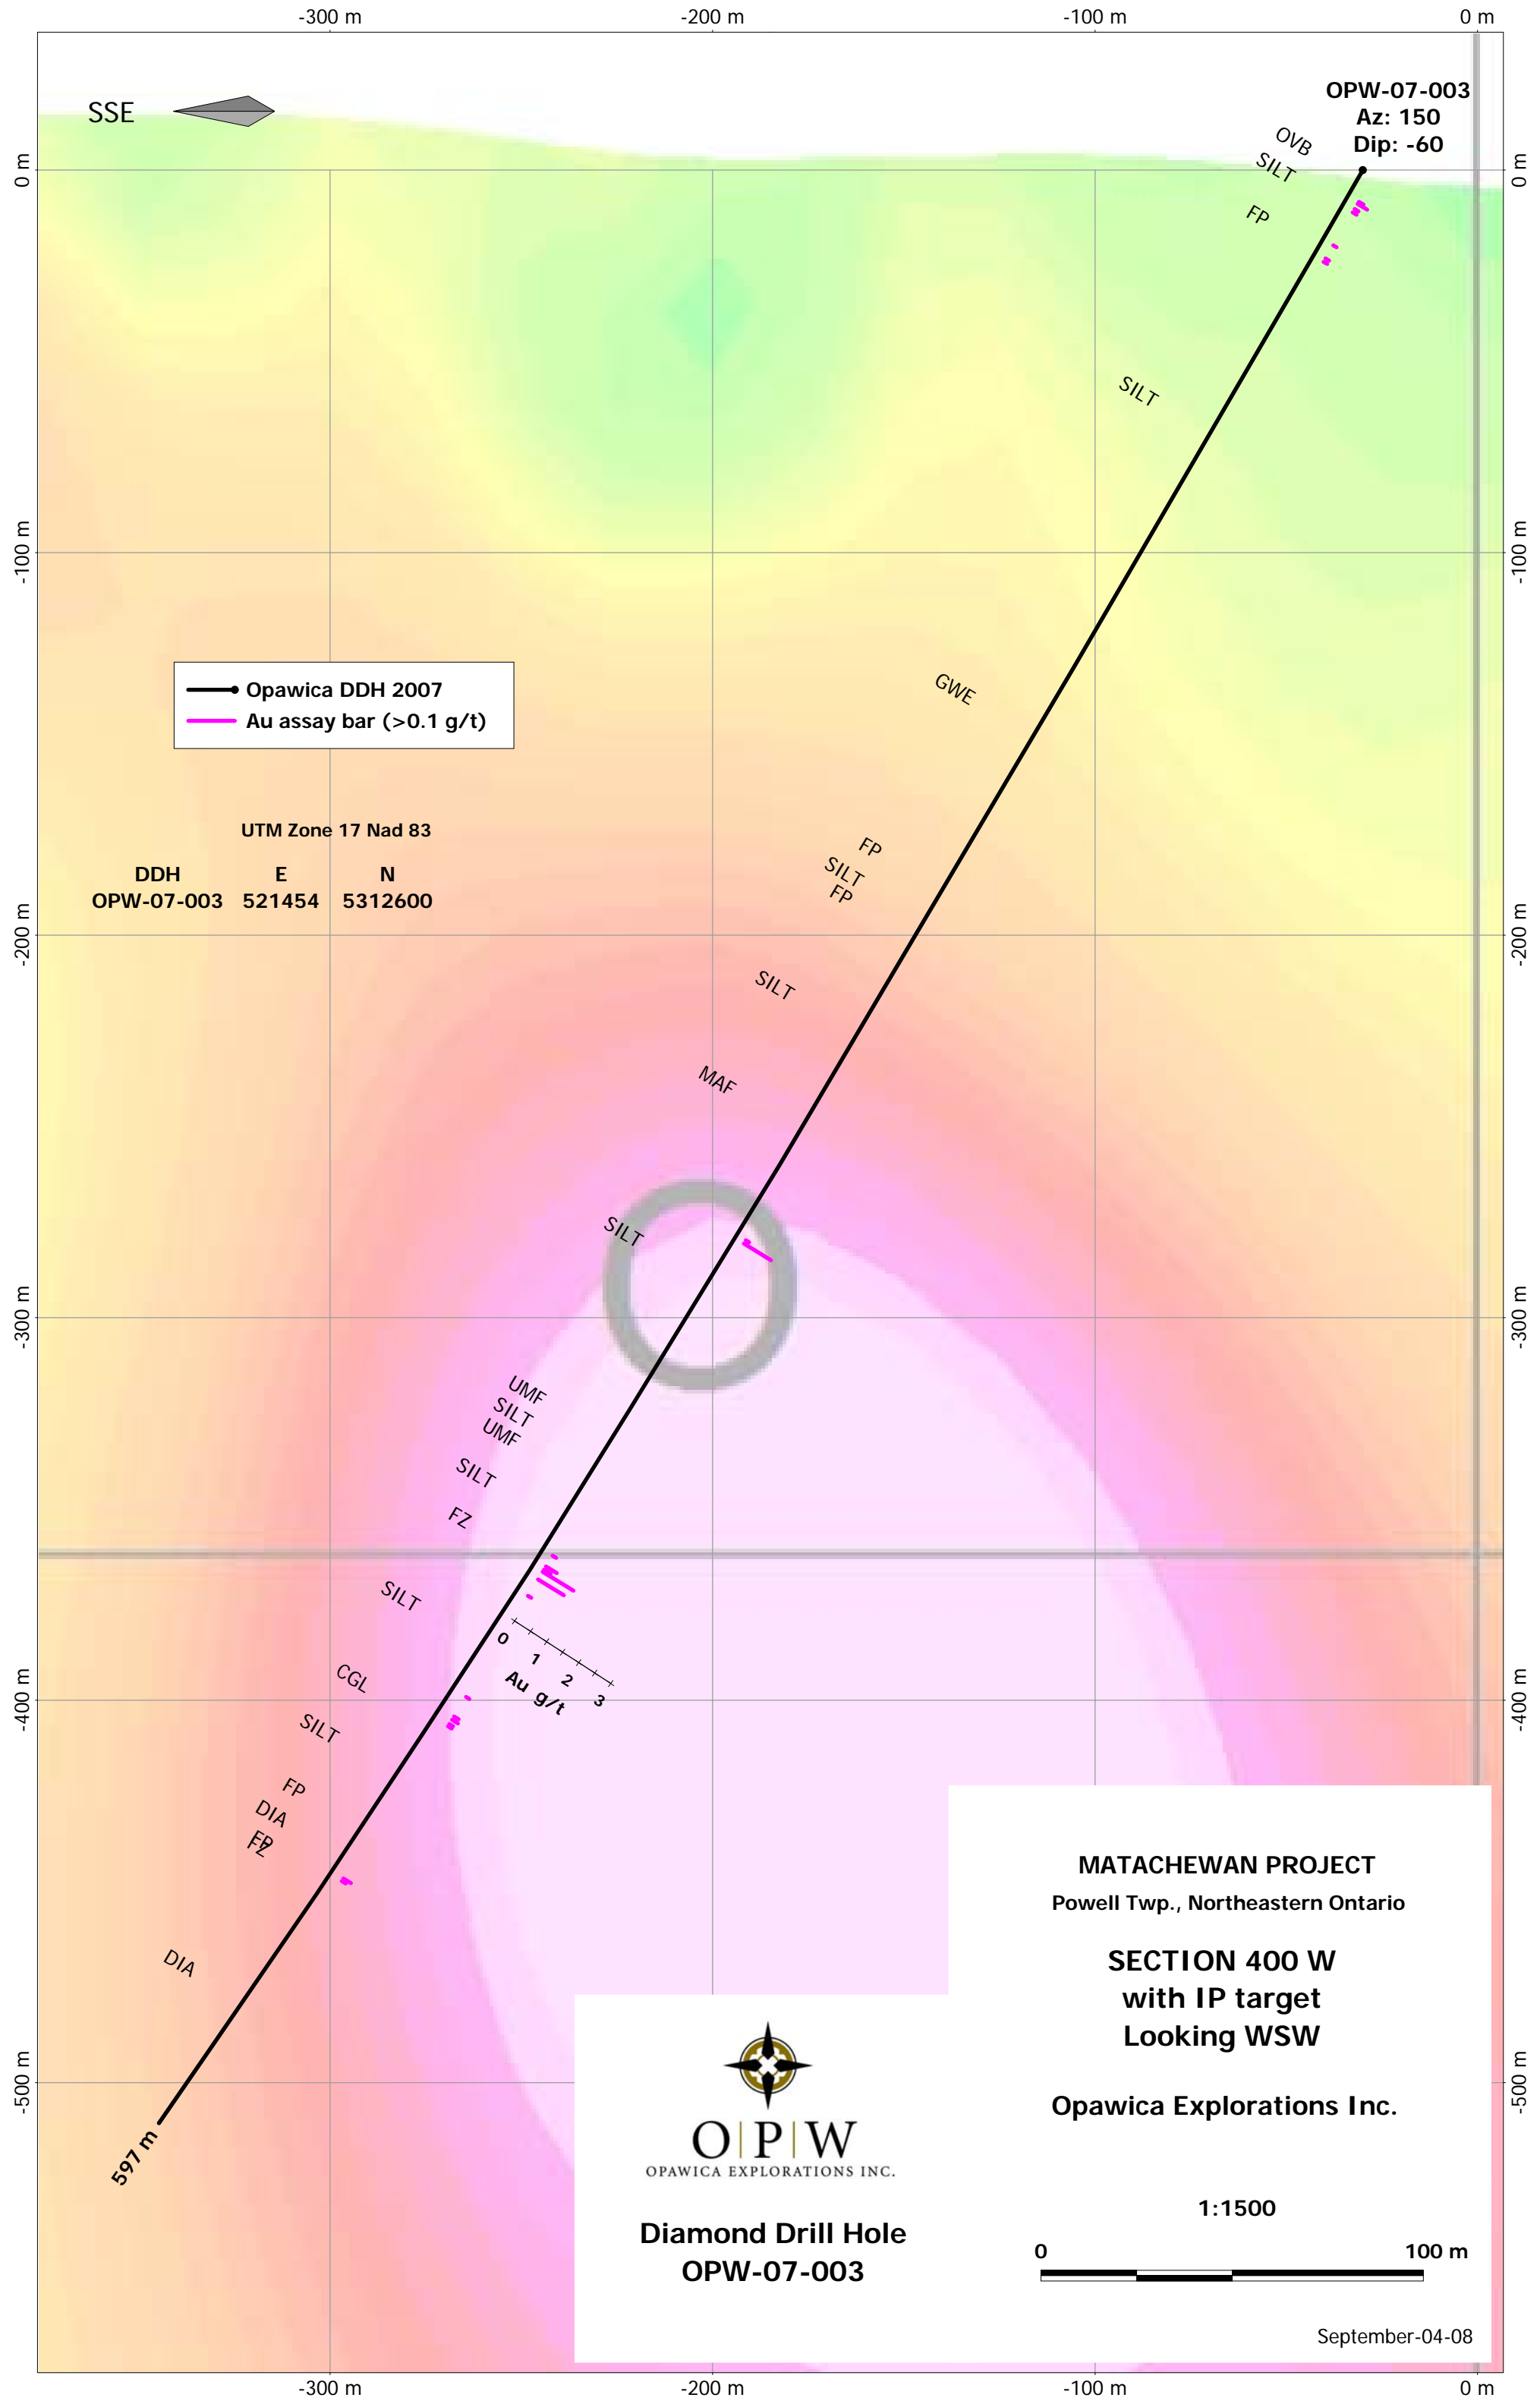 -300 m -200 m -100 m 0 m
SSE
OPW-07-003
Az: 150
Dip: -60
OVB
SILT
FP
0 m 0 m
SILT
-100 m -100 m
GWE
Opawica DDH 2007
Au assay bar (>0.1 g/t)
UTM Zone 17 Nad 83
DDH E N
OPW-07-003 521454 5312600
FP
SILT
FP
-200 m -200 m
SILT
MAF
SILT
-300 m -300 m
UMF
SILT
UMF
SILT
FZ
SILT
0 1 2 3
Au g/t
CGL
-400 m -400 m
SILT
FP
DIA
FP
FZ
DIA
-500 m -500 m
597 m
MATACHEWAN PROJECT
Powell Twp., Northeastern Ontario
SECTION 400 W
with IP target
Looking WSW
Opawica Explorations Inc.
1:1500
0 100 m
September-04-08
O|P|W
OPAWICA EXPLORATIONS INC.
Diamond Drill Hole
OPW-07-003
-300 m -200 m -100 m 0 m